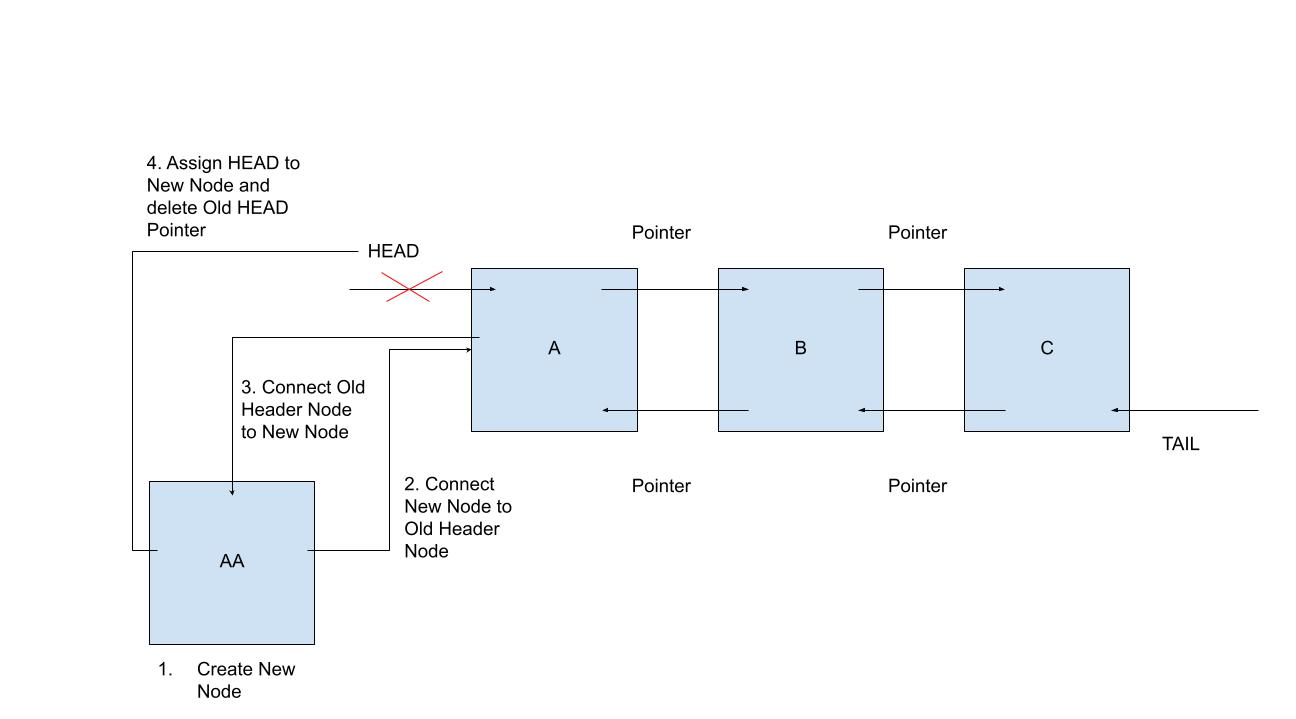 4. Assign HEAD to
New Node and
delete Old HEAD
Pointer
HEAD
Pointer
Pointer
A
B
C
3. Connect Old
Header Node
to New Node
TAIL
2. Connect
New Node to
Old Header
Node
Pointer
Pointer
AA
1. Create New
Node